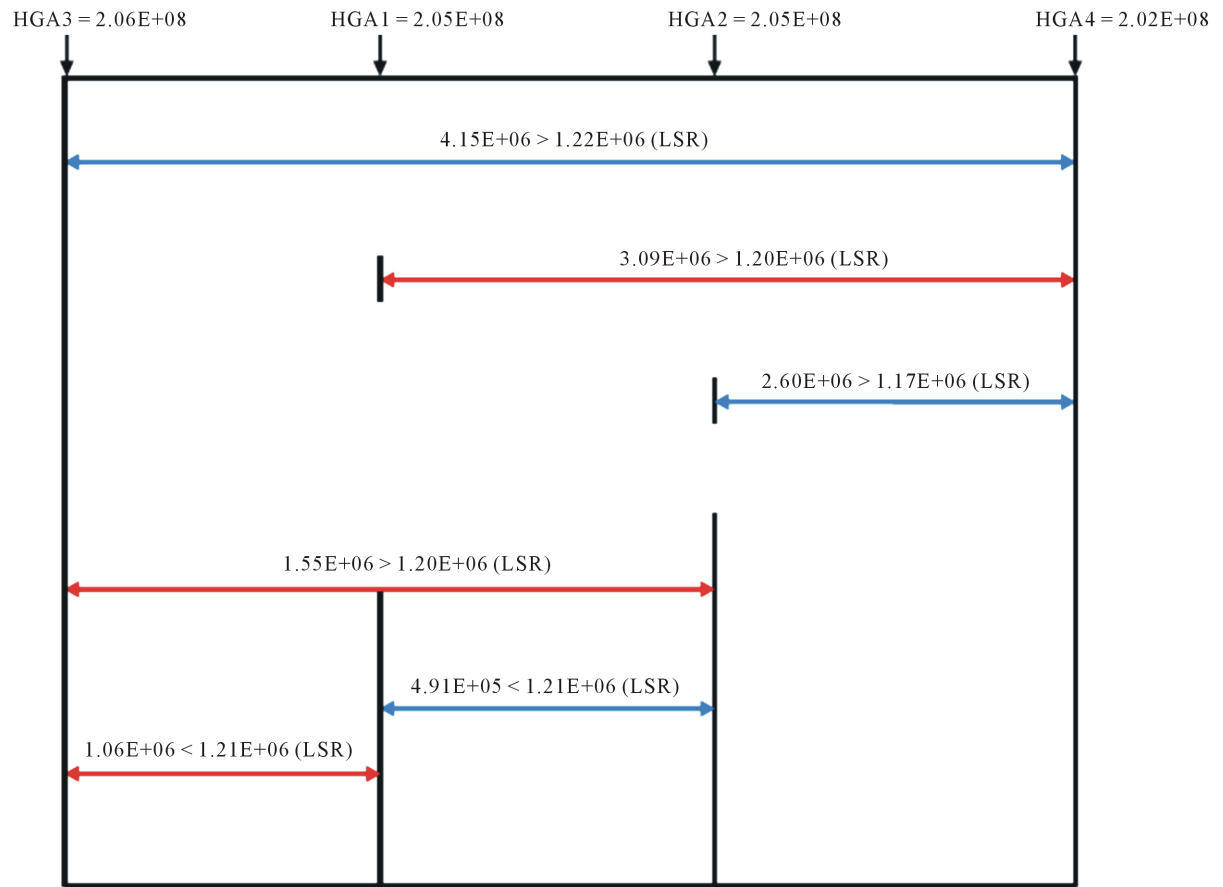 HGA3 = 2.06E+08 HGA1 = 2.05E+08 HGA2 = 2.05E+08 HGA4 = 2.02E+08
4.15E+06 > 1.22E+06 (LSR)
3.09E+06 > 1.20E+06 (LSR)
2.60E+06 > 1.17E+06 (LSR)
1.55E+06 > 1.20E+06 (LSR)
4.91E+05 < 1.21E+06 (LSR)
1.06E+06 < 1.21E+06 (LSR)